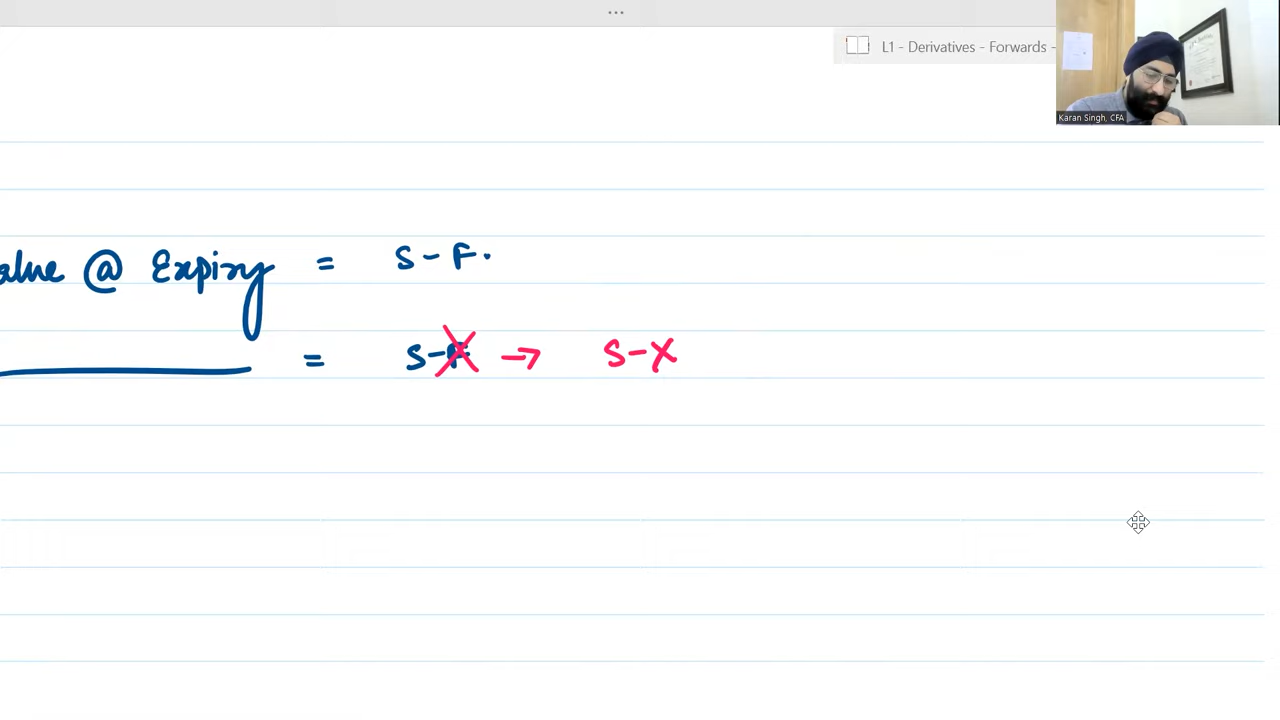 L1 - Derivatives - Forwards -
Karan Singh, CFA
alue @ Expiry = S - F.
= S - F → S - X